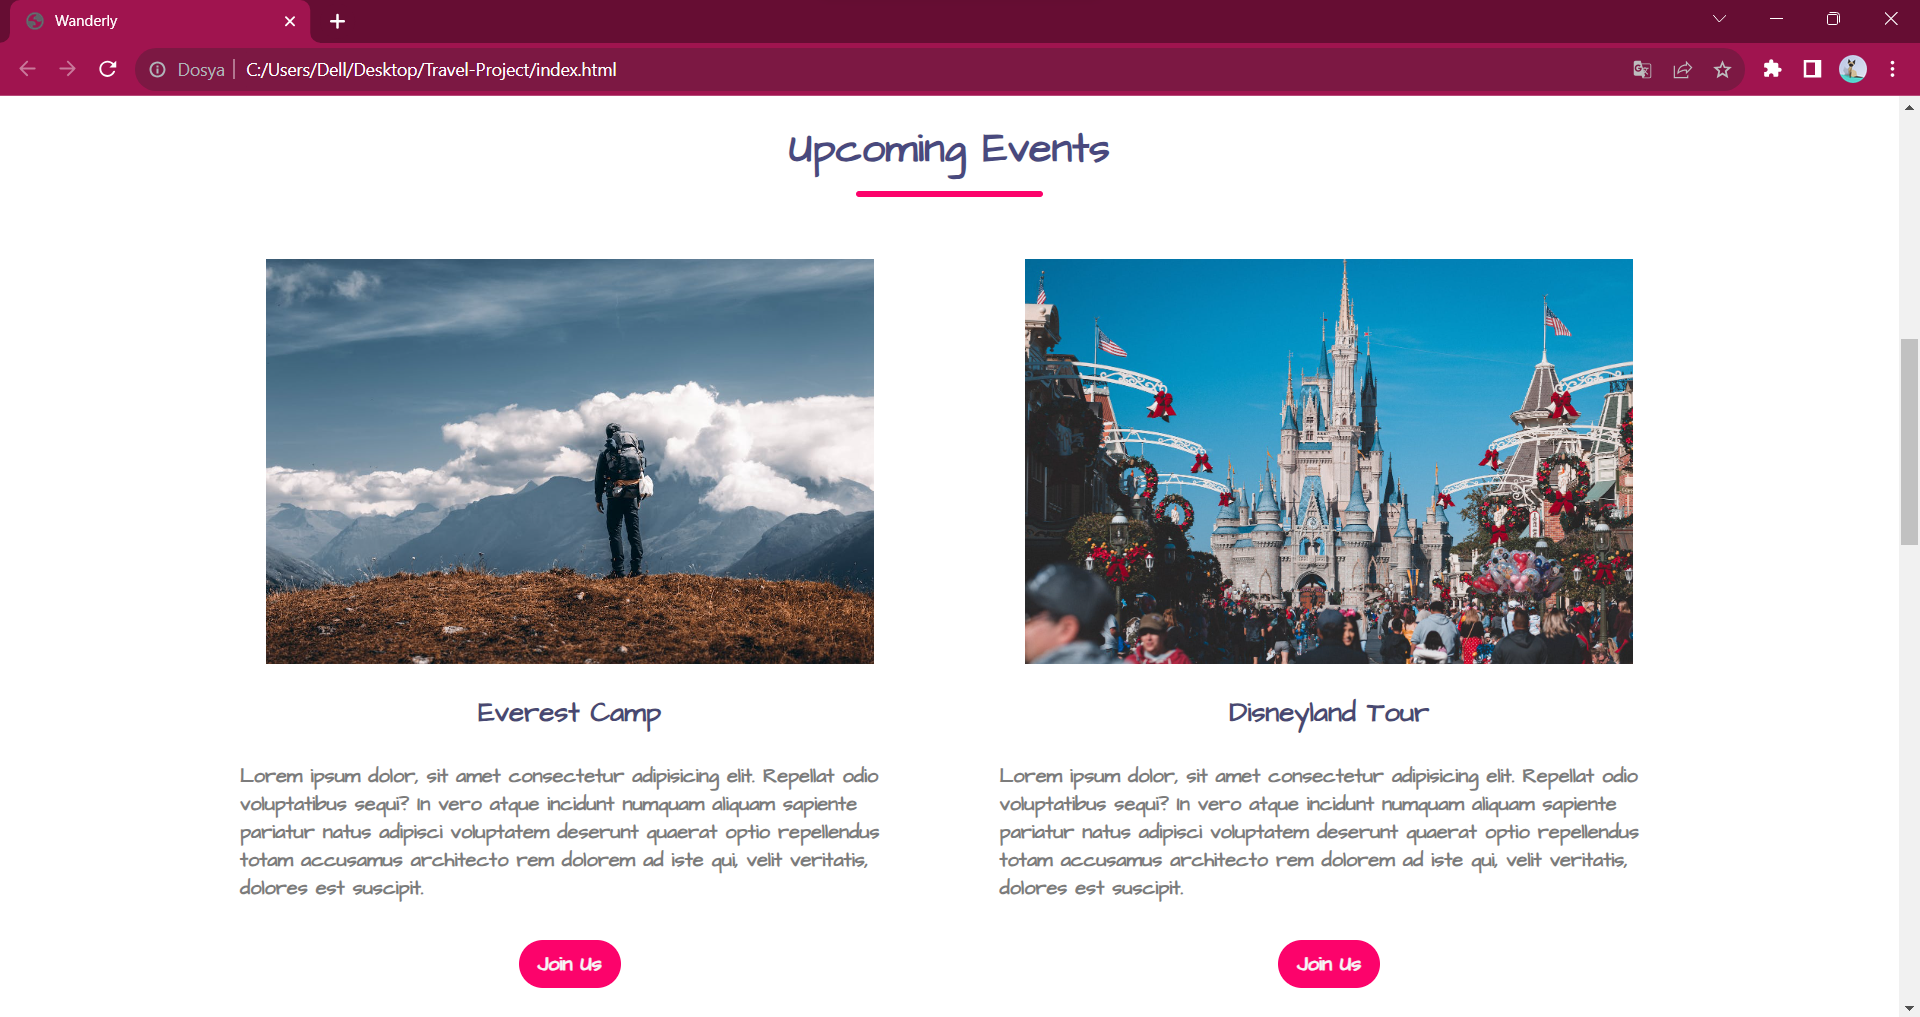 Wanderly
Dosya
C:/Users/Dell/Desktop/Travel-Project/index.html
Upcoming Events
Everest Camp
Lorem ipsum dolor, sit amet consectetur adipisicing elit. Repellat odio
voluptatibus sequi? In vero atque incidunt numquam aliquam sapiente
pariatur natus adipisci voluptatem deserunt quaerat optio repellendus
totam accusamus architecto rem dolorem ad iste qui, velit veritatis,
dolores est suscipit.
Join Us
Disneyland Tour
Lorem ipsum dolor, sit amet consectetur adipisicing elit. Repellat odio
voluptatibus sequi? In vero atque incidunt numquam aliquam sapiente
pariatur natus adipisci voluptatem deserunt quaerat optio repellendus
totam accusamus architecto rem dolorem ad iste qui, velit veritatis,
dolores est suscipit.
Join Us